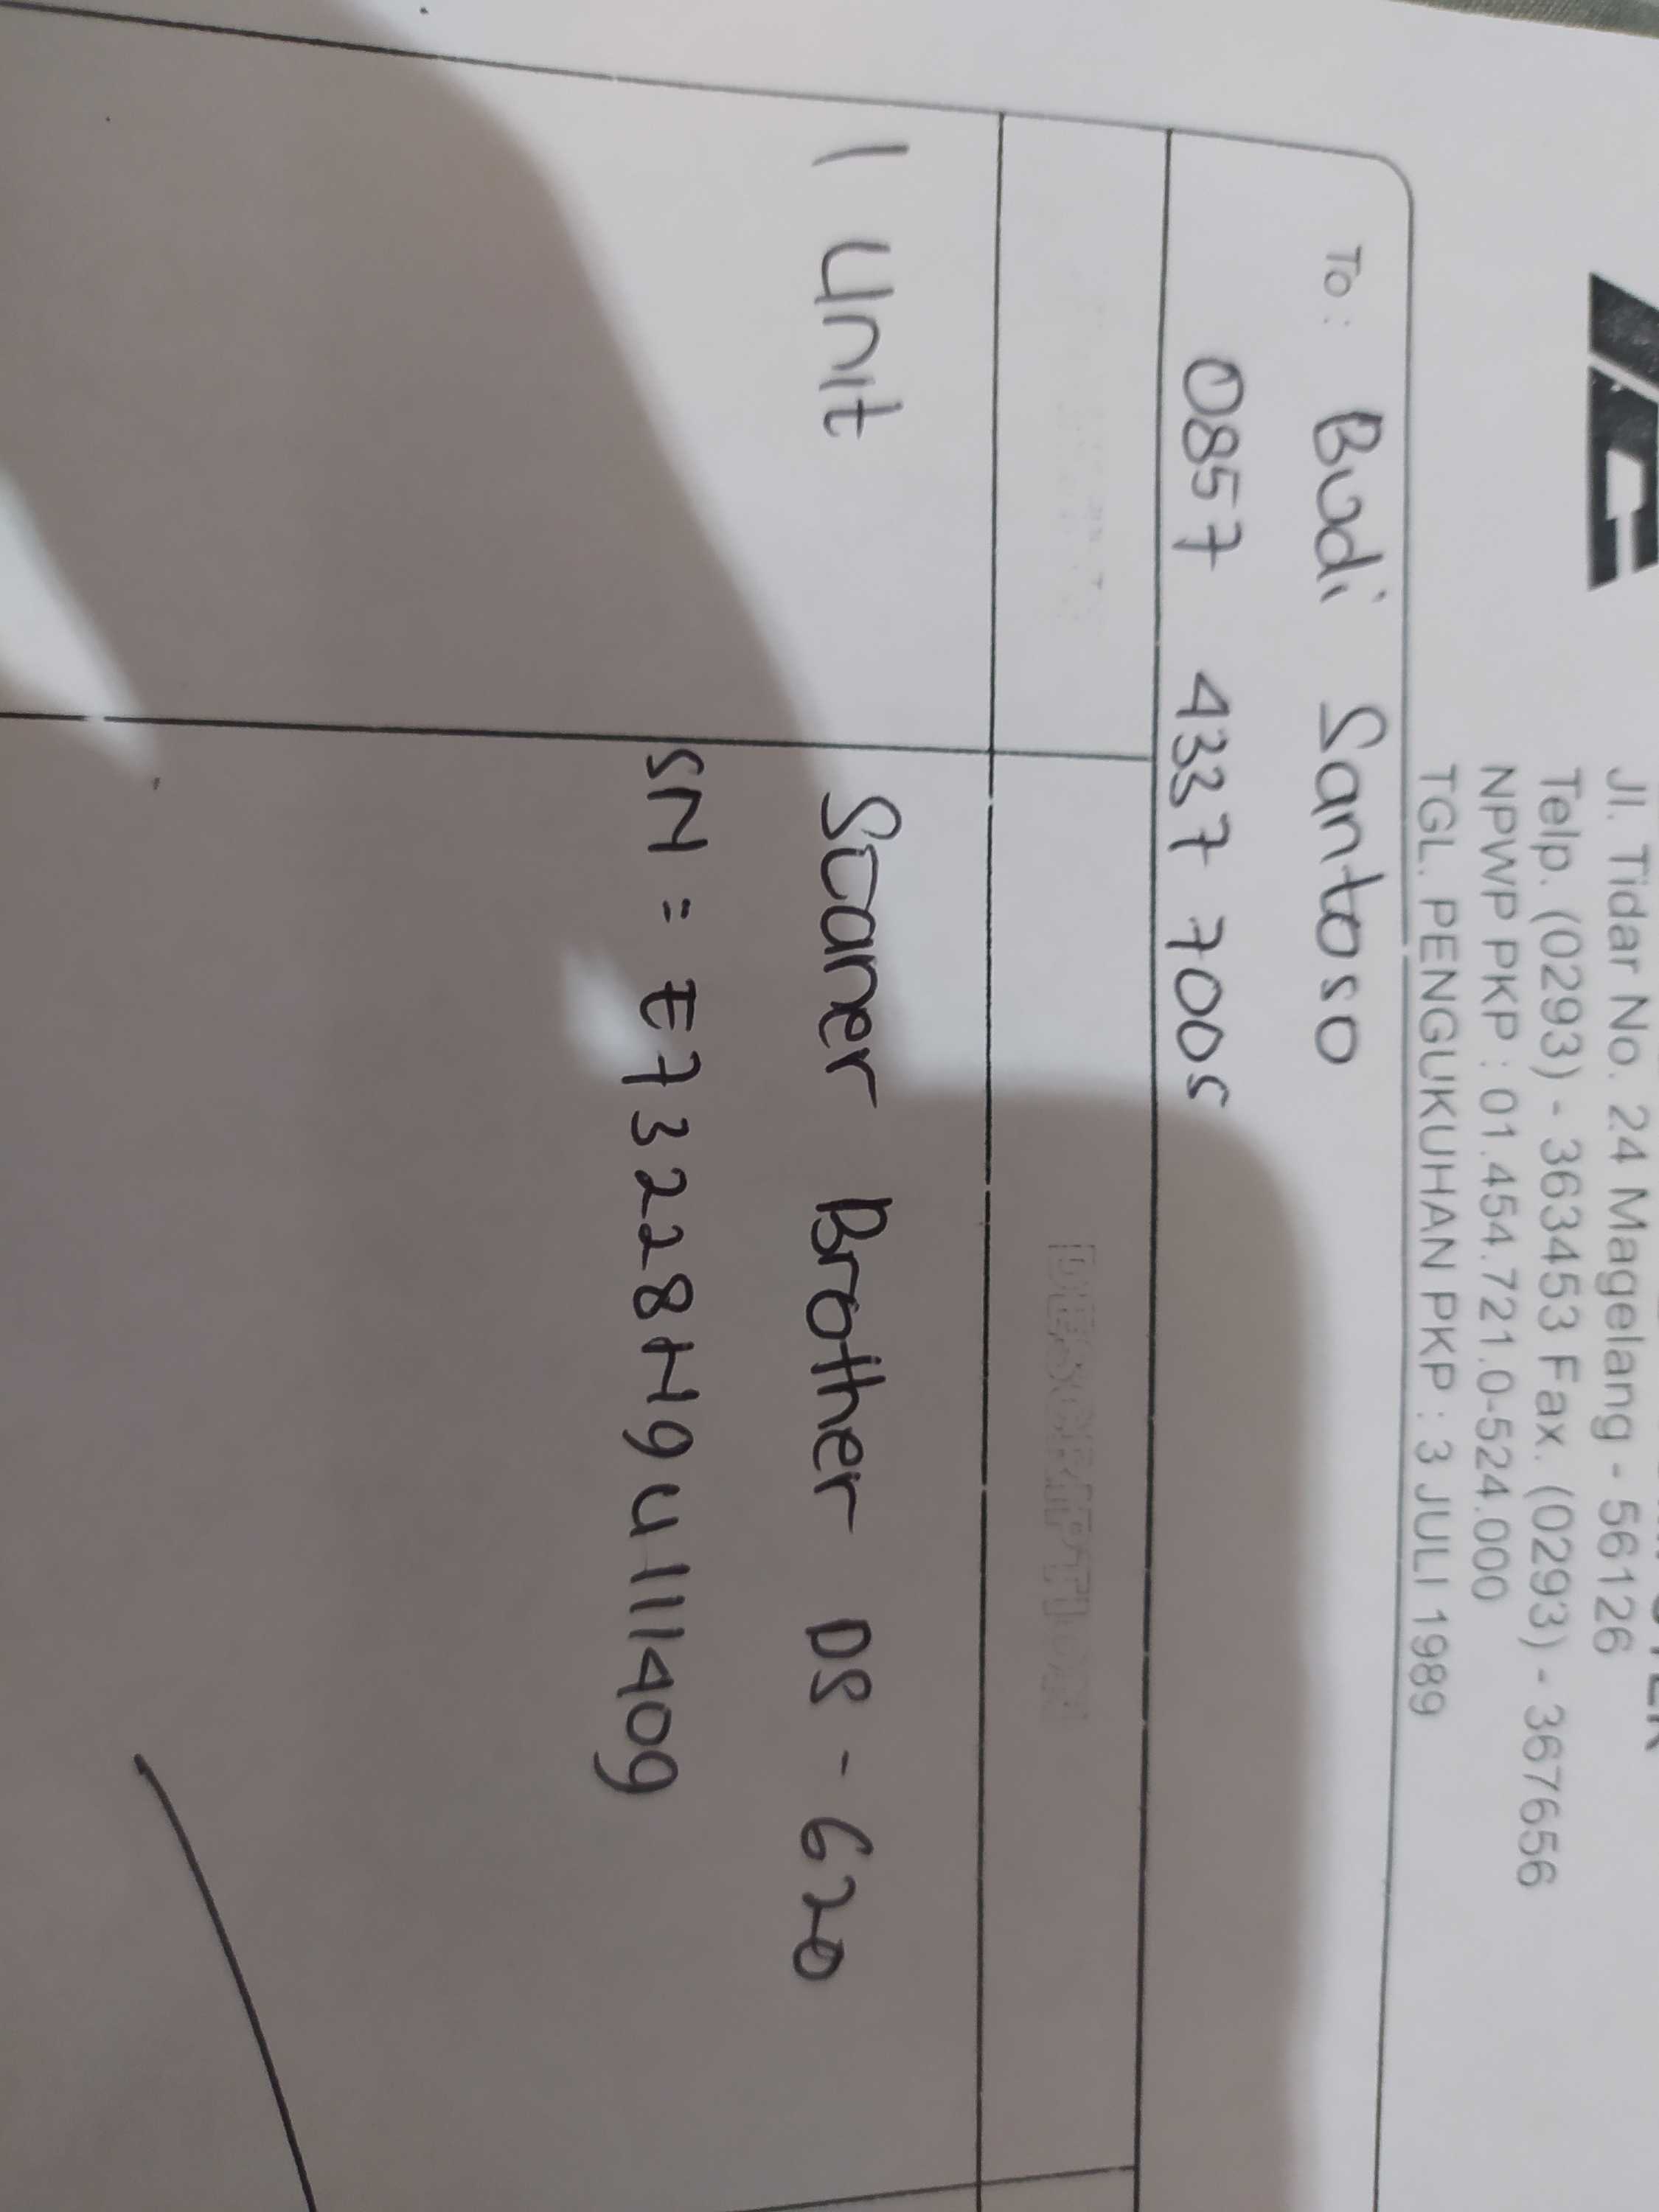 Jl. Tidar No. 24 Magelang - 56126
Telp. (0293) - 363453 Fax. (0293) - 367656
NPWP PKP : 01.454.721.0-524.000
TGL. PENGUKUHAN PKP : 3 JULI 1989
To : Budi Santoso
0857 4337 7005
DESCRIPTION
1 Unit Scaner Brother DS - 620
SN = E73228H9U111409